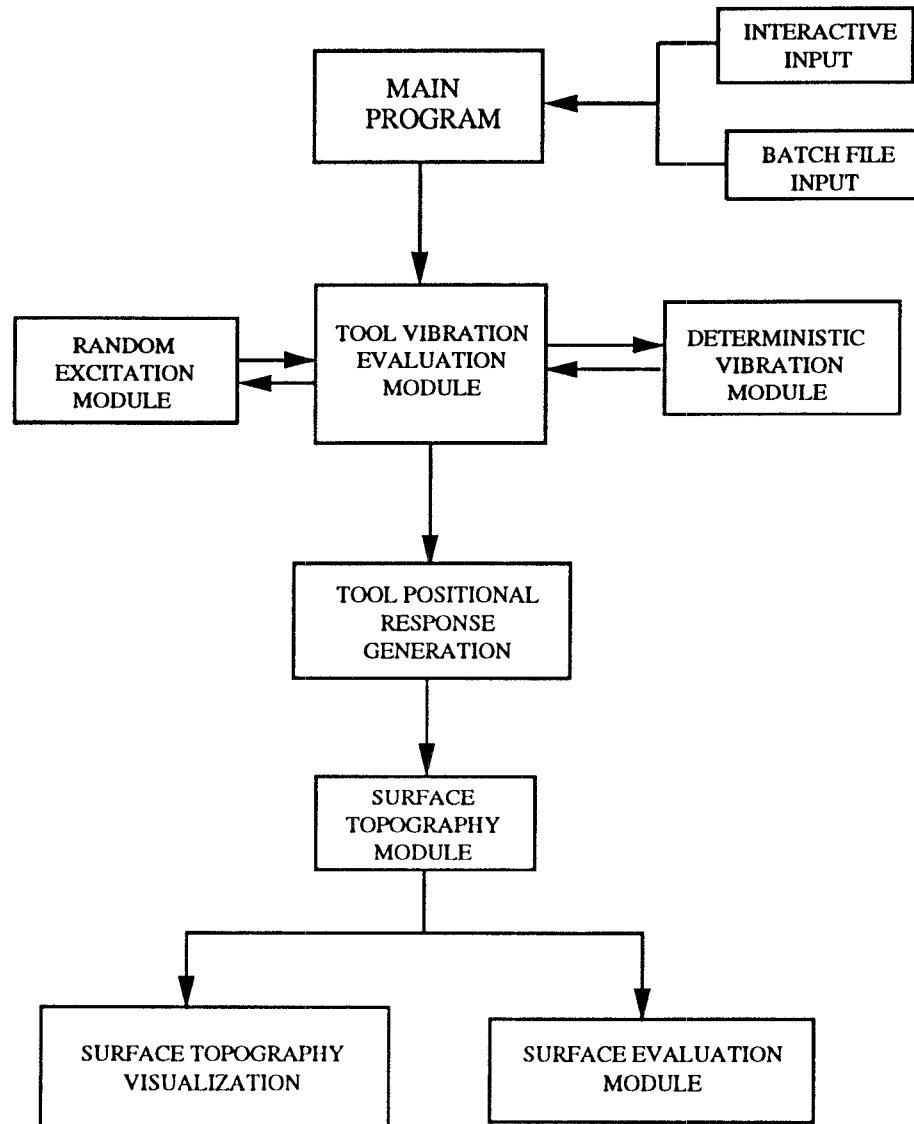 INTERACTIVE
INPUT
MAIN
PROGRAM
BATCH FILE
INPUT
RANDOM
EXCITATION
MODULE
TOOL VIBRATION
EVALUATION
MODULE
DETERMINISTIC
VIBRATION
MODULE
TOOL POSITIONAL
RESPONSE
GENERATION
SURFACE
TOPOGRAPHY
MODULE
SURFACE TOPOGRAPHY
VISUALIZATION
SURFACE EVALUATION
MODULE